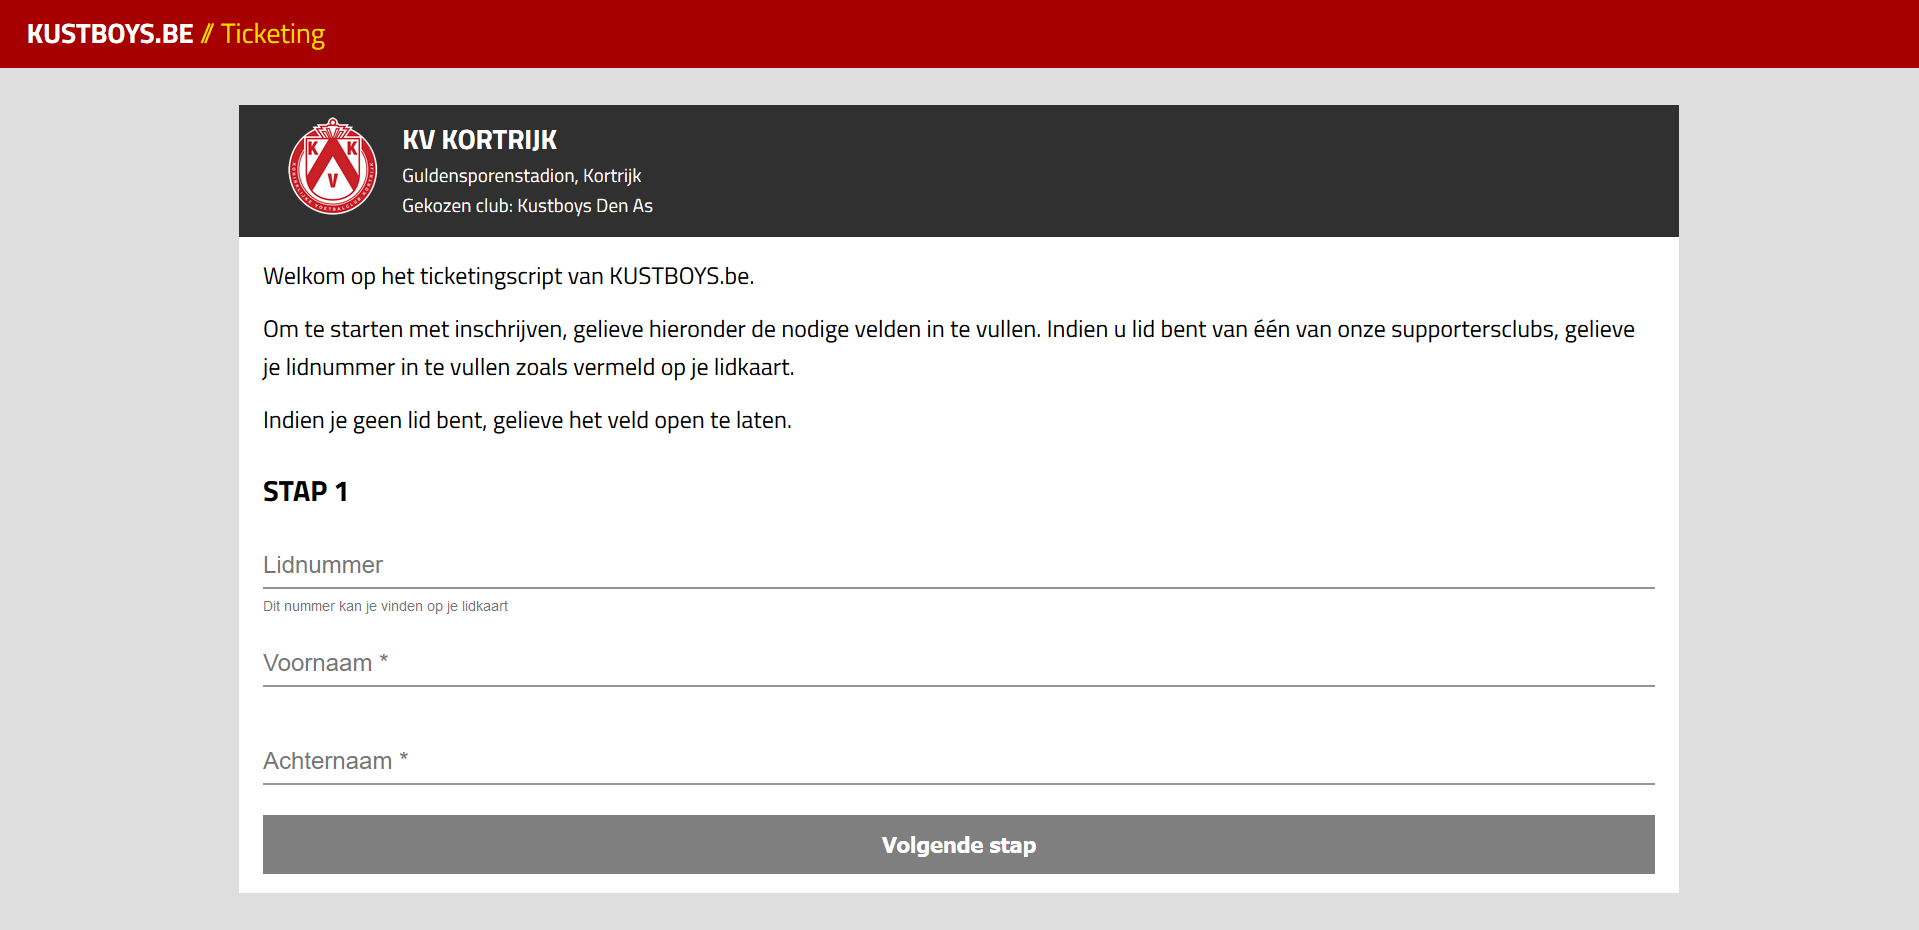 KUSTBOYS.BE // Ticketing
K K
V
KONINKLIJKE VOETBALCLUB KORTRIJK
KV KORTRIJK
Guldensporenstadion, Kortrijk
Gekozen club: Kustboys Den As
Welkom op het ticketingscript van KUSTBOYS.be.
Om te starten met inschrijven, gelieve hieronder de nodige velden in te vullen. Indien u lid bent van één van onze supportersclubs, gelieve
je lidnummer in te vullen zoals vermeld op je lidkaart.
Indien je geen lid bent, gelieve het veld open te laten.
STAP 1
Lidnummer
Dit nummer kan je vinden op je lidkaart
Voornaam *
Achternaam *
Volgende stap